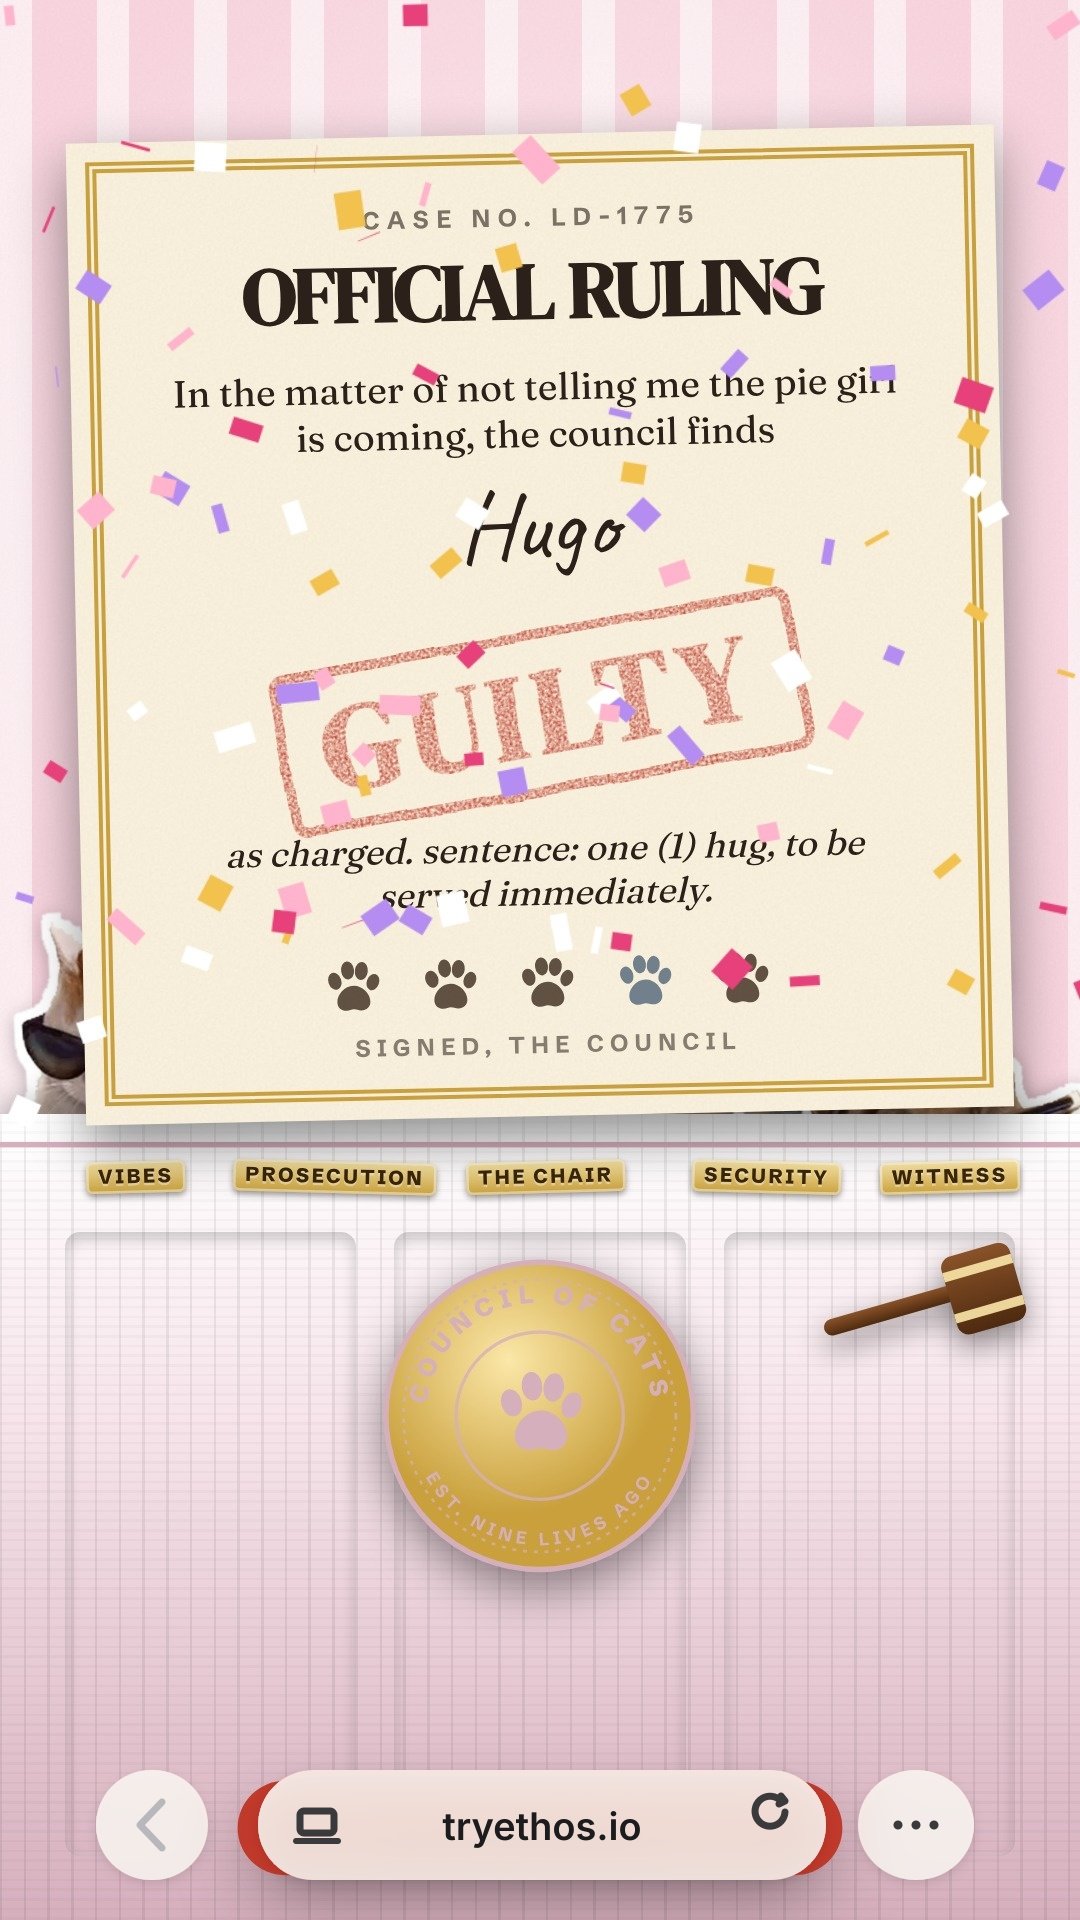 CASE NO. LD-1775
OFFICIAL RULING
In the matter of not telling me the pie girl
is coming, the council finds
Hugo
GUILTY
as charged. sentence: one (1) hug, to be
served immediately.
SIGNED, THE COUNCIL
VIBES
PROSECUTION
THE CHAIR
SECURITY
WITNESS
COUNCIL OF CATS
EST. NINE LIVES AGO
tryethos.io